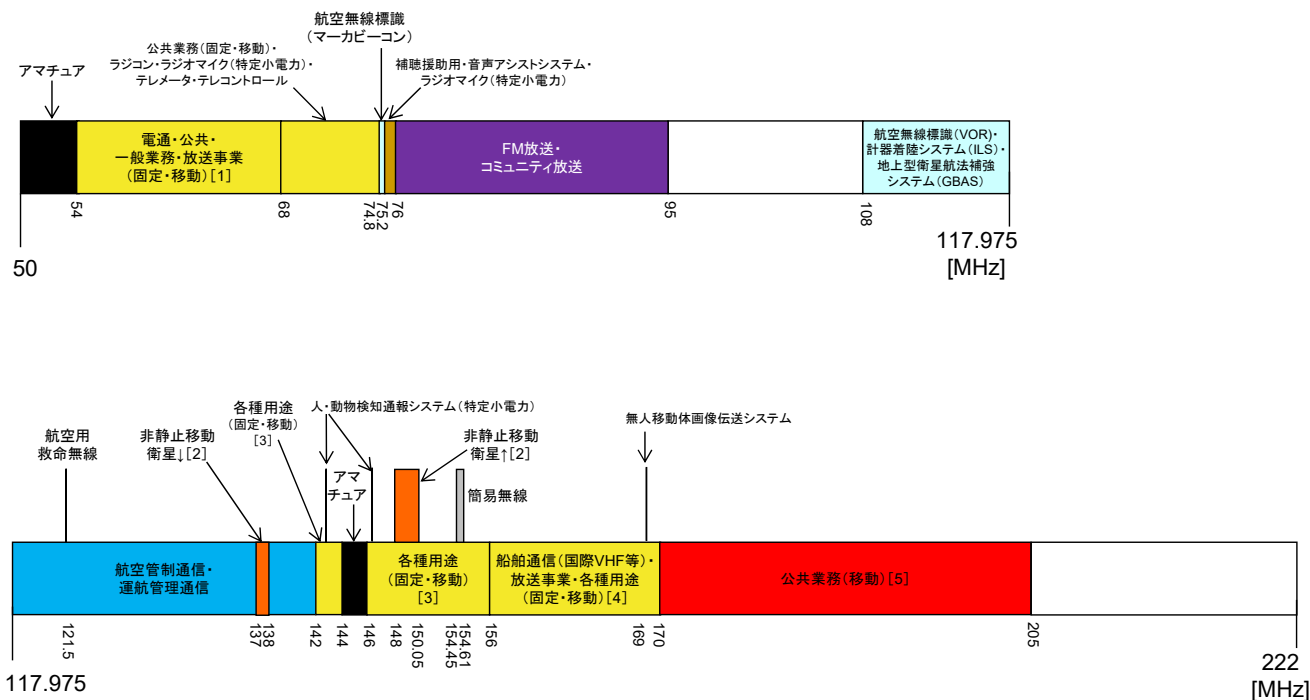 航空無線標識
(マーカビーコン)
公共業務(固定・移動)・
ラジコン・ラジオマイク(特定小電力)・
テレメータ・テレコントロール
補聴援助用・音声アシストシステム・
ラジオマイク(特定小電力)
アマチュア
電通・公共・
一般業務・放送事業
(固定・移動)[1]
FM放送・
コミュニティ放送
航空無線標識(VOR)・
計器着陸システム(ILS)・
地上型衛星航法補強
システム(GBAS)
54
68
74.8
75.2
76
95
108
50
117.975
[MHz]
各種用途
(固定・移動)
[3]
人・動物検知通報システム(特定小電力)
無人移動体画像伝送システム
航空用
救命無線
非静止移動
衛星↓[2]
アマ
チュア
非静止移動
衛星↑[2]
簡易無線
航空管制通信・
運航管理通信
各種用途
(固定・移動)
[3]
船舶通信(国際VHF等)・
放送事業・各種用途
(固定・移動)[4]
公共業務(移動)[5]
121.5
137
138
142
144
146
148
150.05
154.45
154.61
156
169
170
205
117.975
222
[MHz]